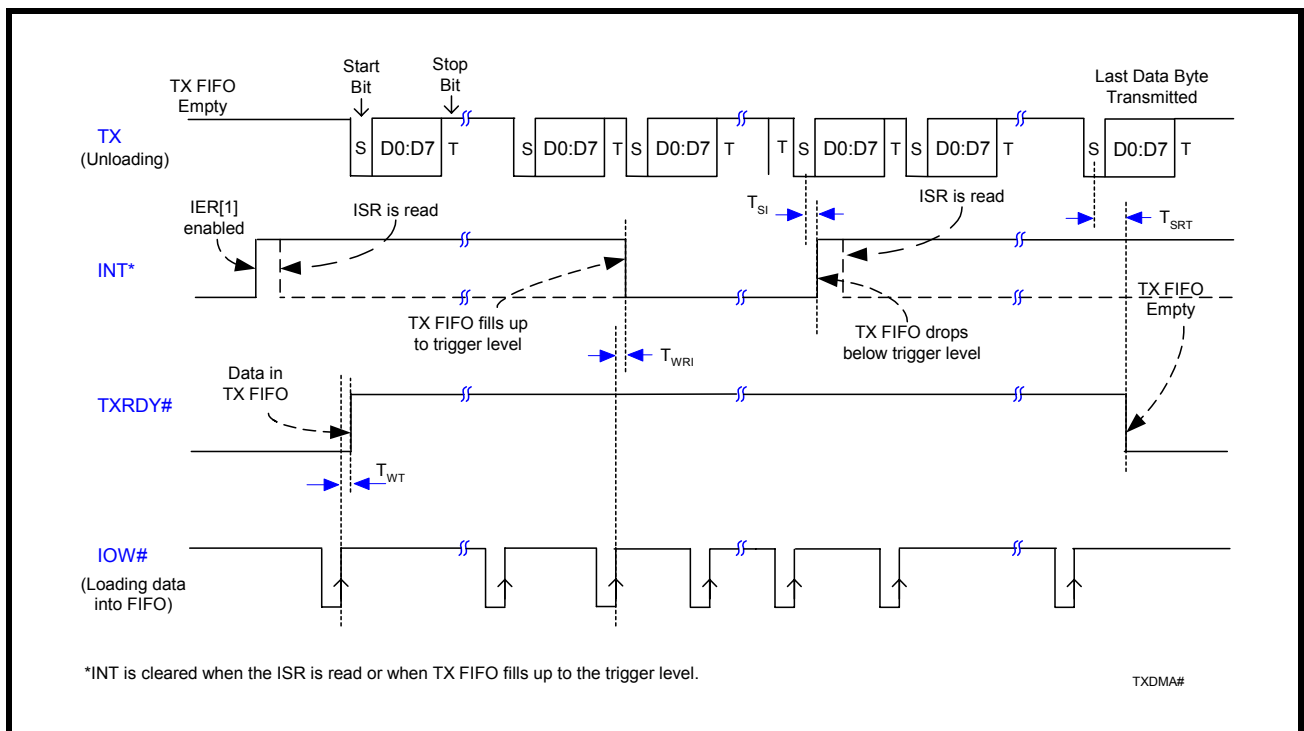 Start
Bit
Stop
Bit
TX FIFO
Empty
Last Data Byte
Transmitted
TX
(Unloading)
S D0:D7 T S D0:D7 T S D0:D7 T T S D0:D7 T S D0:D7 T S D0:D7 T
IER[1]
enabled
ISR is read
TSI
ISR is read
TSRT
INT*
TX FIFO fills up
to trigger level
TX FIFO drops
below trigger level
TX FIFO
Empty
TWRI
Data in
TX FIFO
TXRDY#
TWT
IOW#
(Loading data
into FIFO)
*INT is cleared when the ISR is read or when TX FIFO fills up to the trigger level.
TXDMA#